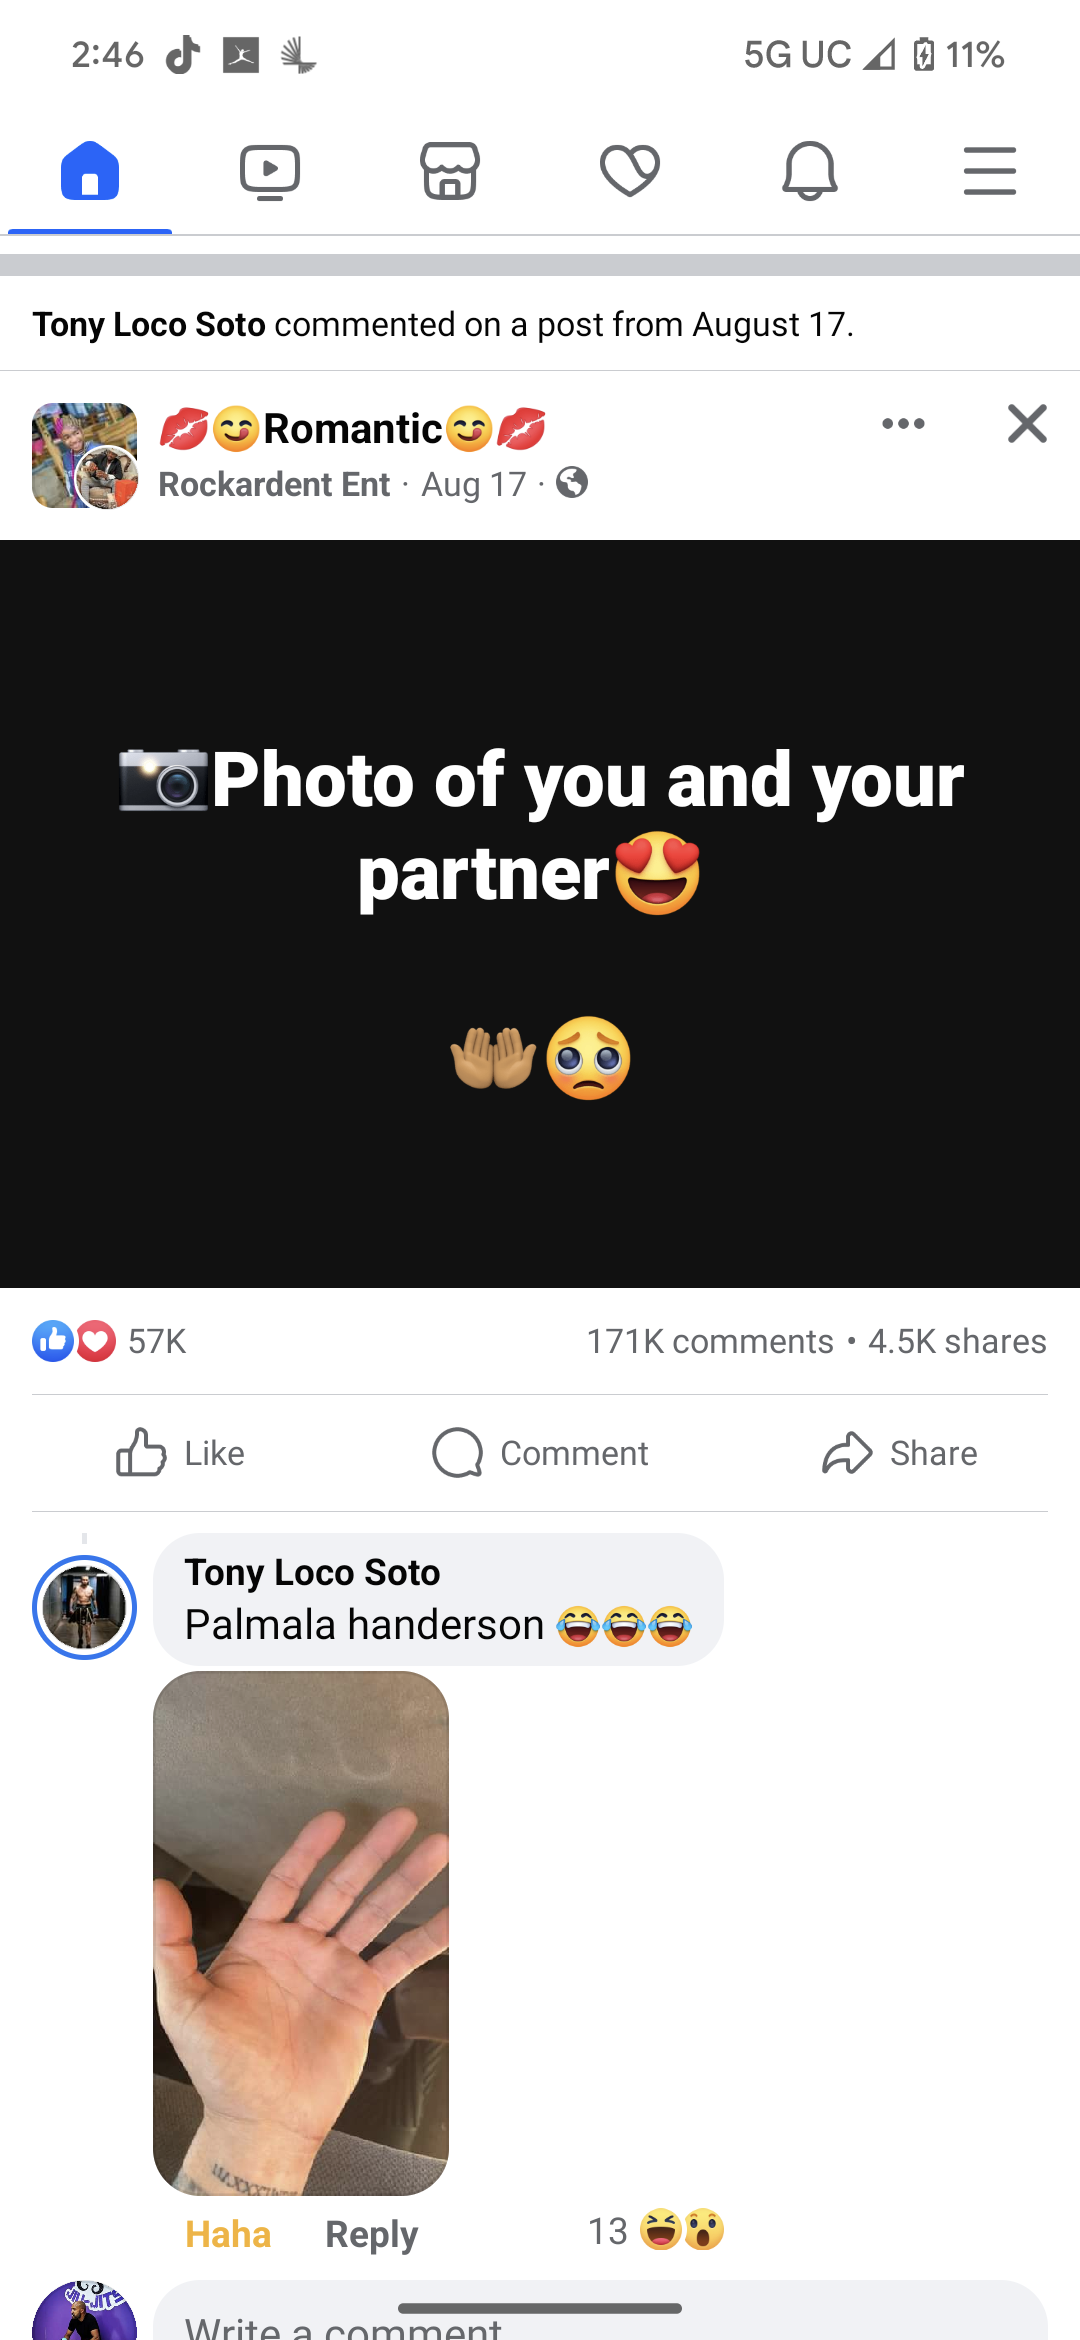 2:46
5G UC
11%
Tony Loco Soto commented on a post from August 17.
💋😋Romantic😋💋
Rockardent Ent · Aug 17 ·
📷Photo of you and your
partner😍
🤲🏽🥺
57K
171K comments • 4.5K shares
Like
Comment
Share
Tony Loco Soto
Palmala handerson 😂😂😂
Haha
Reply
13
Write a comment